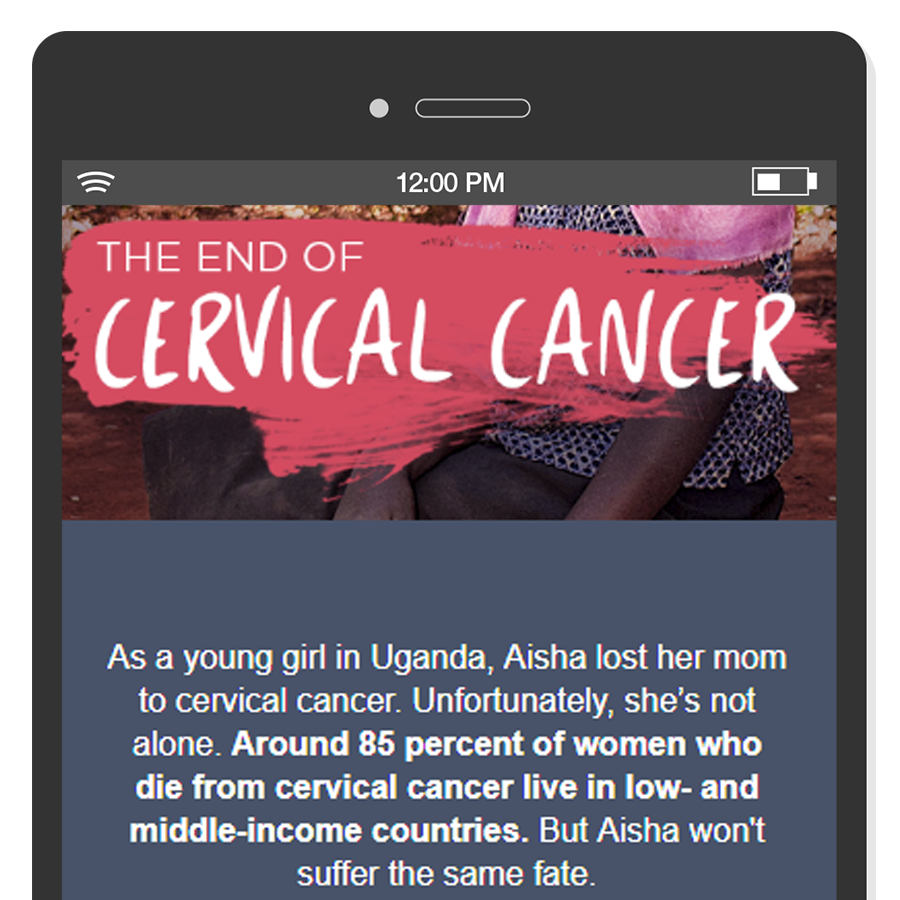 12:00 PM
THE END OF
CERVICAL CANCER
As a young girl in Uganda, Aisha lost her mom
to cervical cancer. Unfortunately, she's not
alone. Around 85 percent of women who
die from cervical cancer live in low- and
middle-income countries. But Aisha won't
suffer the same fate.